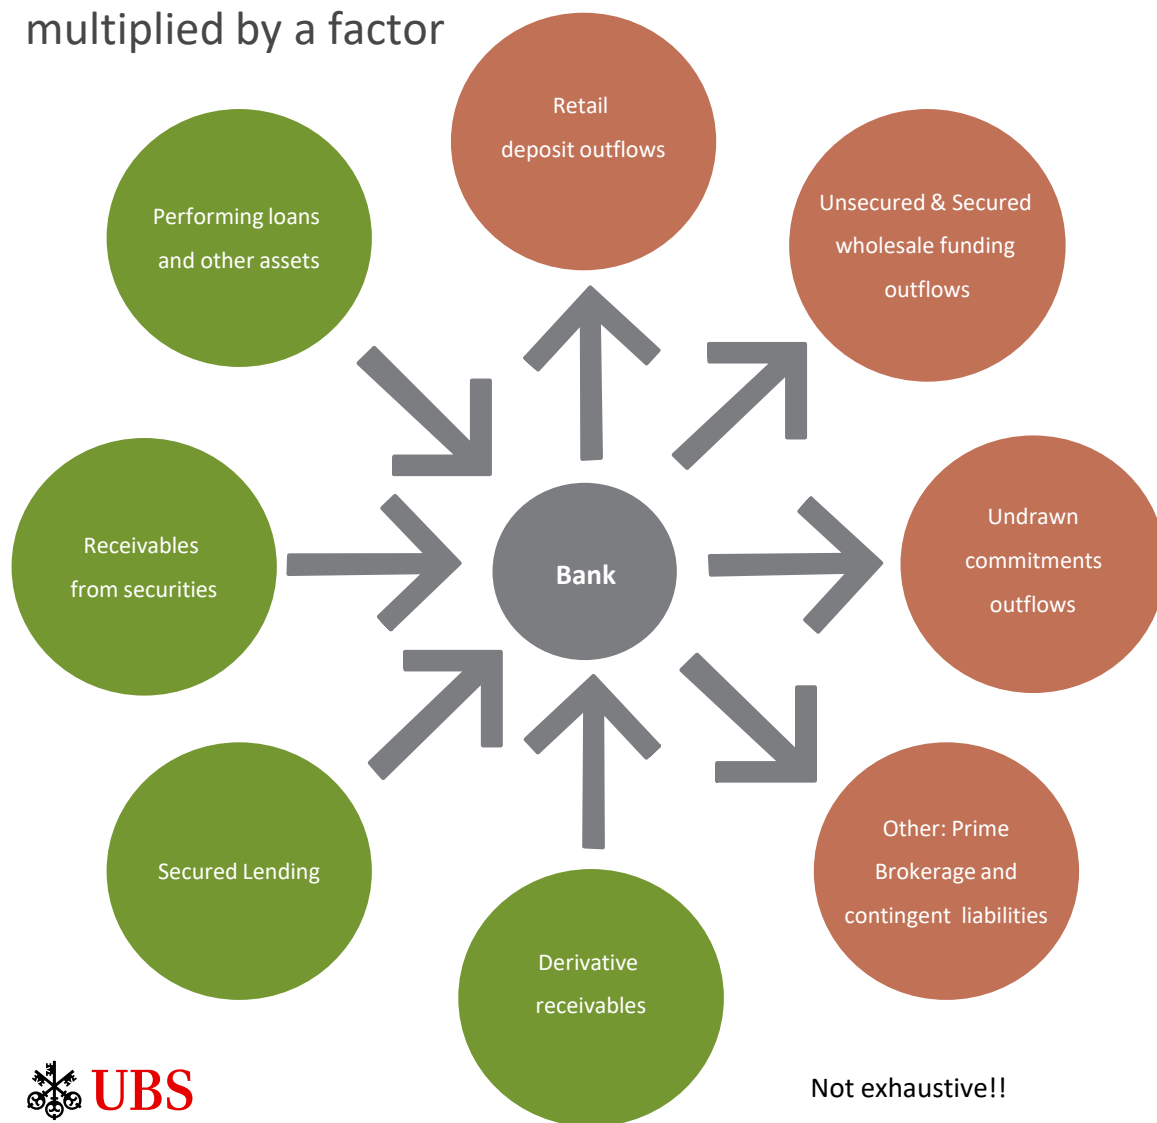 multiplied by a factor
Retail
deposit outflows
Performing loans
and other assets
Unsecured & Secured
wholesale funding
outflows
Receivables
from securities
Bank
Undrawn
commitments
outflows
Secured Lending
Other: Prime
Brokerage and
contingent liabilities
Derivative
receivables
UBS
Not exhaustive!!